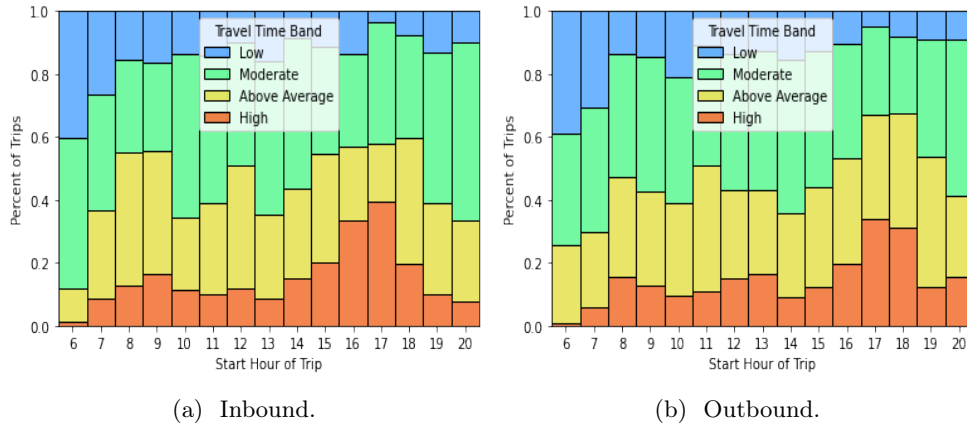 Travel Time Band
Low
Moderate
Above Average
High
Percent of Trips
1.0
0.8
0.6
0.4
0.2
0.0
6 7 8 9 10 11 12 13 14 15 16 17 18 19 20
Start Hour of Trip
(a) Inbound.
Travel Time Band
Low
Moderate
Above Average
High
Percent of Trips
1.0
0.8
0.6
0.4
0.2
0.0
6 7 8 9 10 11 12 13 14 15 16 17 18 19 20
Start Hour of Trip
(b) Outbound.